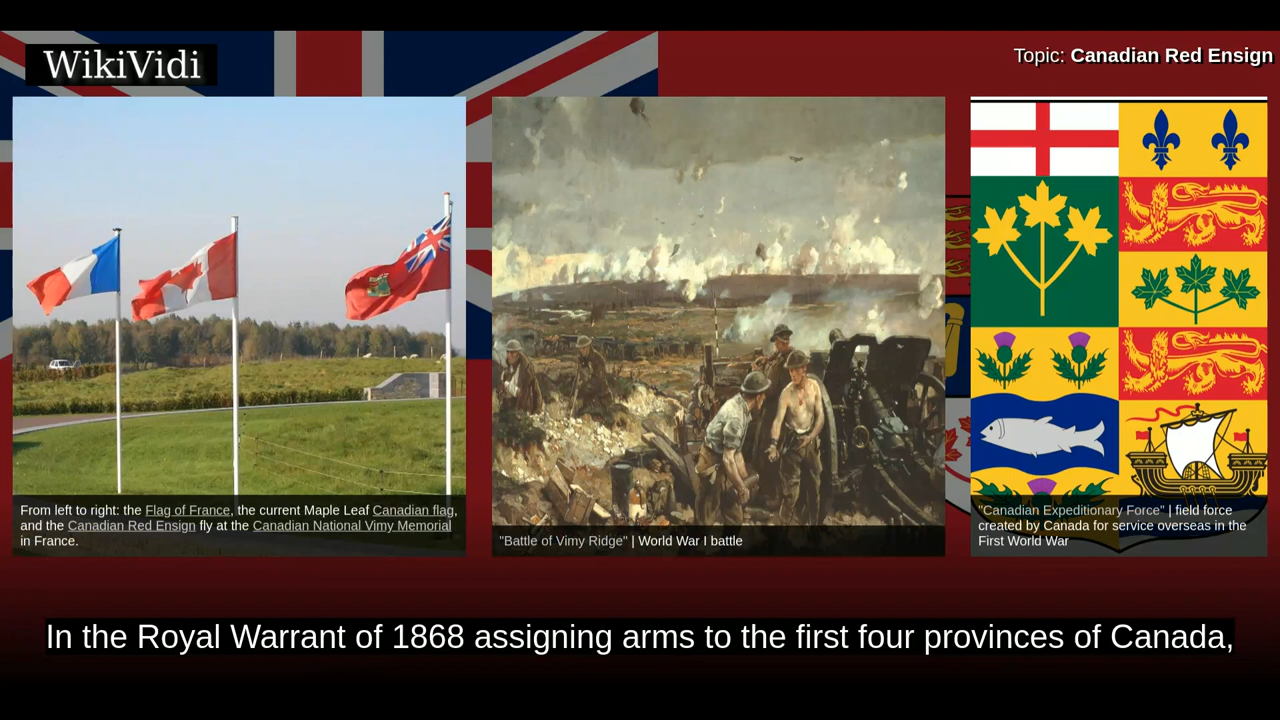 WikiVidi
Topic: Canadian Red Ensign
From left to right: the Flag of France, the current Maple Leaf Canadian flag,
and the Canadian Red Ensign fly at the Canadian National Vimy Memorial
in France.
"Battle of Vimy Ridge" | World War I battle
"Canadian Expeditionary Force" | field force
created by Canada for service overseas in the
First World War
In the Royal Warrant of 1868 assigning arms to the first four provinces of Canada,